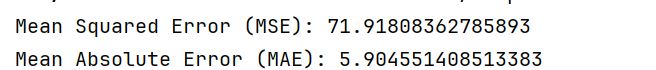 Mean Squared Error (MSE): 71.91808362785893
Mean Absolute Error (MAE): 5.904551408513383